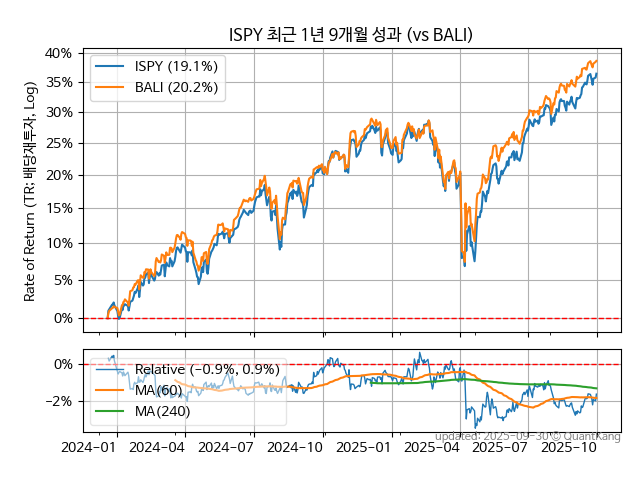 ISPY 최근 1년 9개월 성과 (vs BALI)
Rate of Return (TR: 배당재투자, Log)
40%
35%
30%
25%
20%
15%
10%
5%
0%
ISPY (19.1%)
BALI (20.2%)
0%
−2%
Relative (−0.9%, 0.9%)
MA(60)
MA(240)
updated: 2025-09-30 © QuantKang
2024-01 2024-04 2024-07 2024-10 2025-01 2025-04 2025-07 2025-10